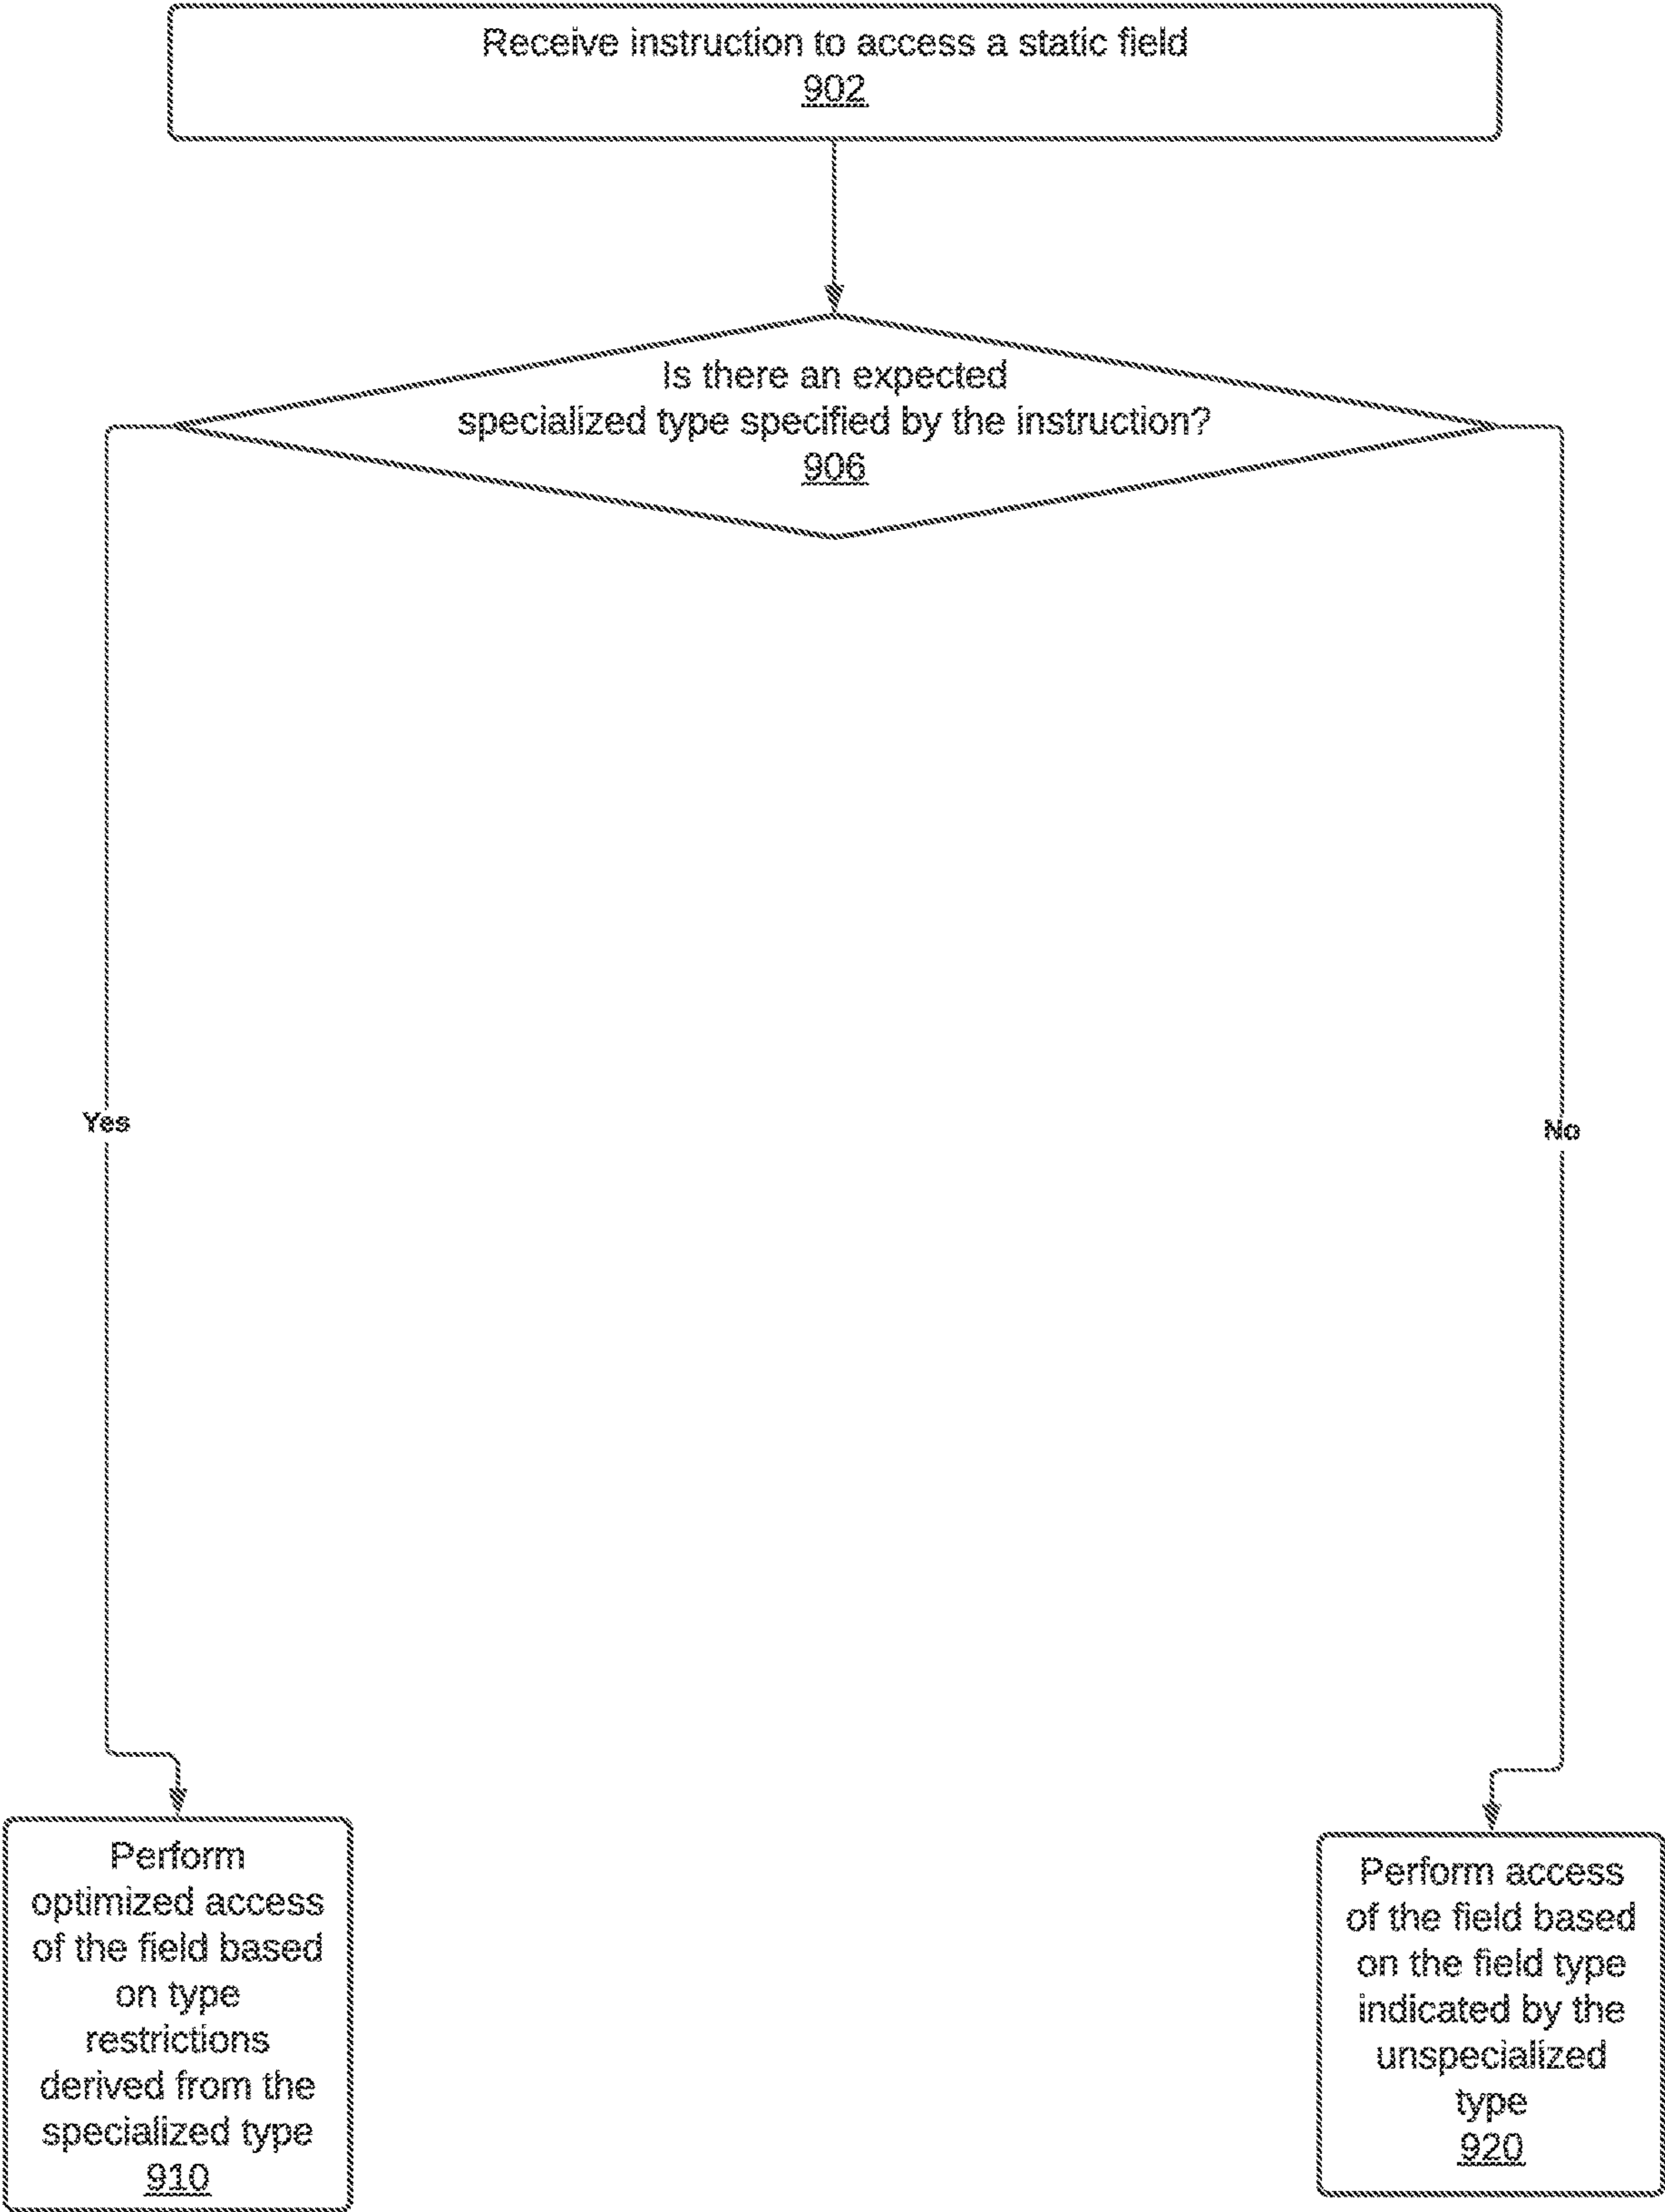 Receive instruction to access a static field
902
Is there an expected
specialized type specified by the instruction?
906
Yes
No
Perform
optimized access
of the field based
on type
restrictions
derived from the
specialized type
910
Perform access
of the field based
on the field type
indicated by the
unspecialized
type
920